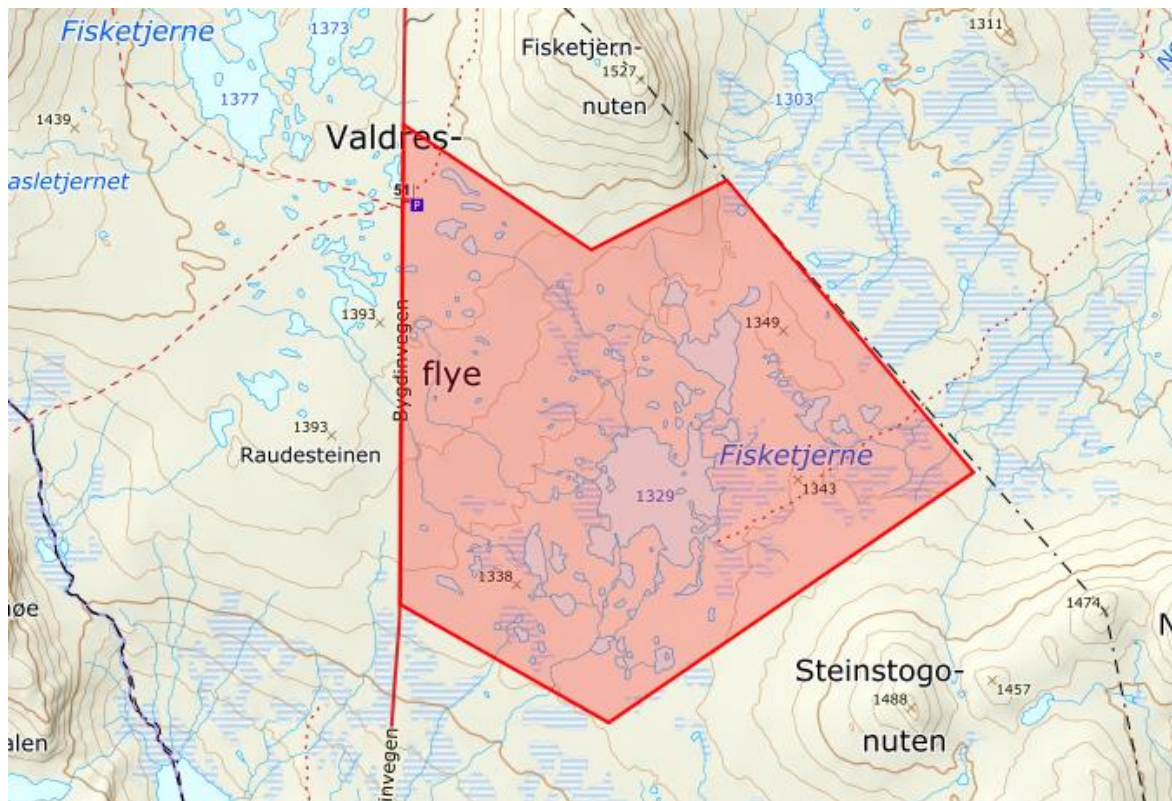 Fisketjerne
1373
1311
Fisketjern-
1527
nuten
1377
1303
1439
Valdres-
asletjernet
51
P
1393
Bygdinvegen
1349
flye
1393
Raudesteinen
Fisketjerne
1343
1329
1338
øe
1474
N
Steinstogo-
1457
1488
nuten
alen
invegen